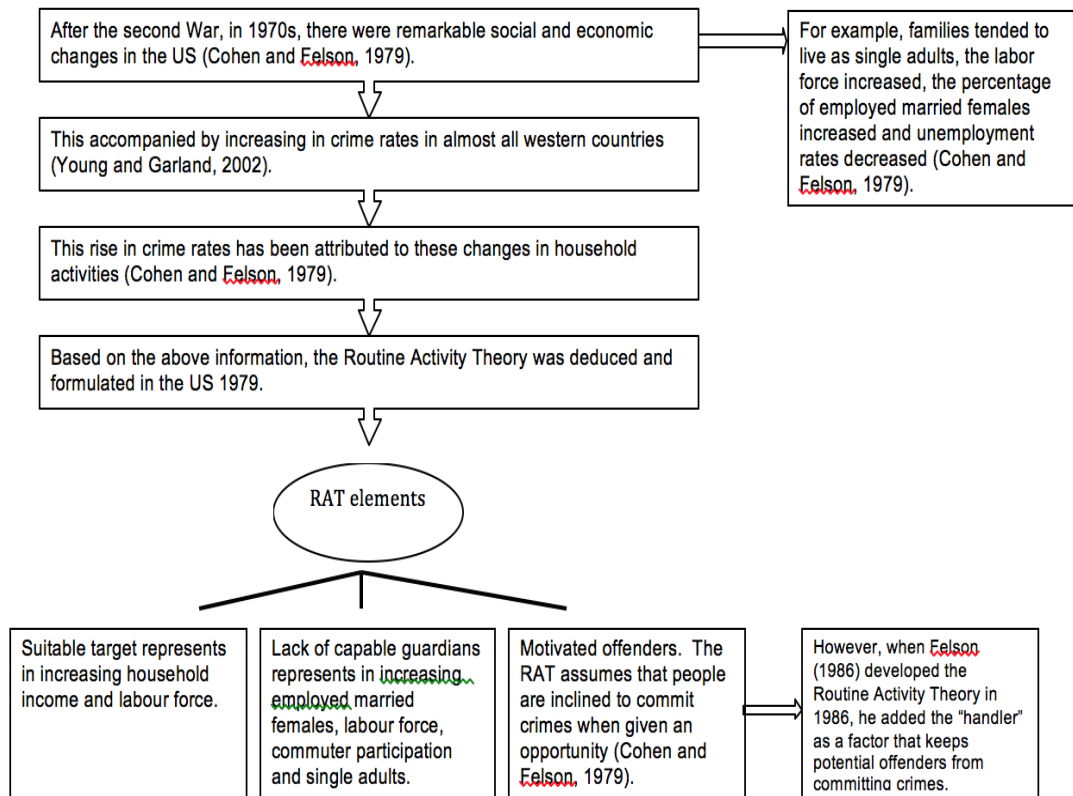 After the second War, in 1970s, there were remarkable social and economic
changes in the US (Cohen and Felson, 1979).
For example, families tended to
live as single adults, the labor
force increased, the percentage
of employed married females
increased and unemployment
rates decreased (Cohen and
Felson, 1979).
This accompanied by increasing in crime rates in almost all western countries
(Young and Garland, 2002).
This rise in crime rates has been attributed to these changes in household
activities (Cohen and Felson, 1979).
Based on the above information, the Routine Activity Theory was deduced and
formulated in the US 1979.
RAT elements
Suitable target represents
in increasing household
income and labour force.
Lack of capable guardians
represents in increasing
employed married
females, labour force,
commuter participation
and single adults.
Motivated offenders. The
RAT assumes that people
are inclined to commit
crimes when given an
opportunity (Cohen and
Felson, 1979).
However, when Felson
(1986) developed the
Routine Activity Theory in
1986, he added the “handler”
as a factor that keeps
potential offenders from
committing crimes.